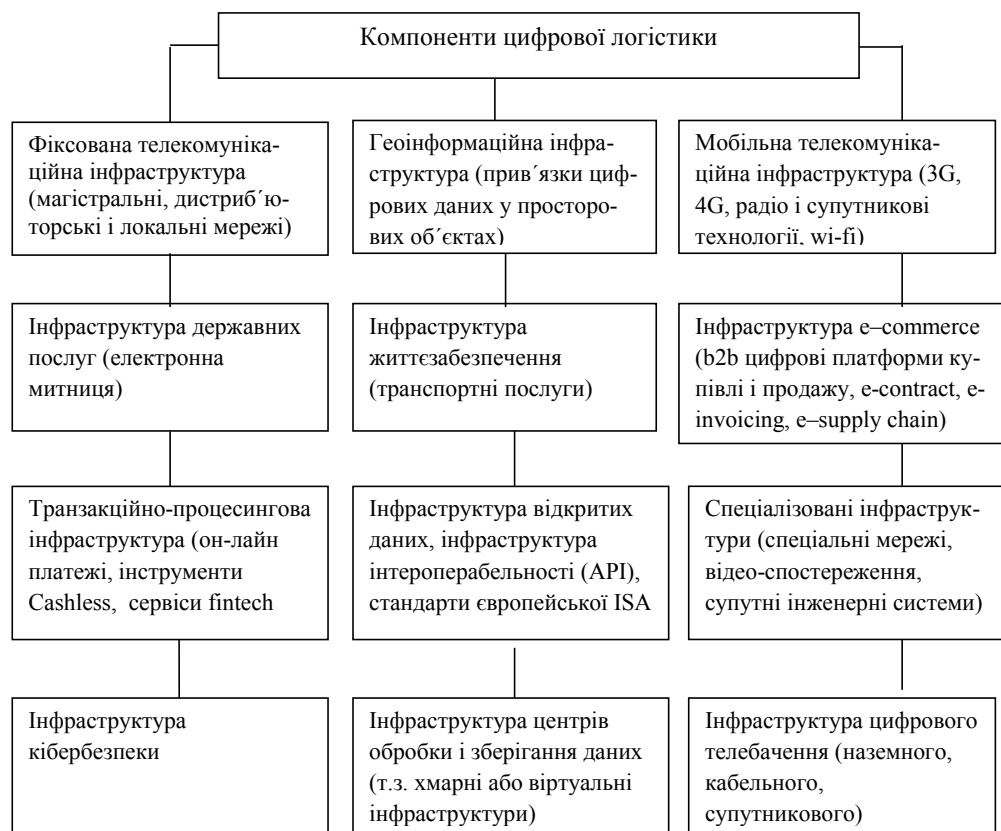 Компоненти цифрової логістики
Фіксована телекомуніка-
ційна інфраструктура
(магістральні, дистриб´ю-
торські і локальні мережі)
Геоінформаційна інфра-
структура (прив´язки циф-
рових даних у просторо-
вих об´єктах)
Мобільна телекомуніка-
ційна інфраструктура (3G,
4G, радіо і супутникові
технології, wi-fi)
Інфраструктура державних
послуг (електронна
митниця)
Інфраструктура
життєзабезпечення
(транспортні послуги)
Інфраструктура e–commerce
(b2b цифрові платформи ку-
півлі і продажу, e-contract, e-
invoicing, e–supply chain)
Транзакційно-процесингова
інфраструктура (он-лайн
платежі, інструменти
Cashless, сервіси fintech
Інфраструктура відкритих
даних, інфраструктура
інтероперабельності (API),
стандарти європейської ISA
Спеціалізовані інфраструк-
тури (спеціальні мережі,
відео-спостереження,
супутні інженерні системи)
Інфраструктура
кібербезпеки
Інфраструктура центрів
обробки і зберігання даних
(т.з. хмарні або віртуальні
інфраструктури)
Інфраструктура цифрового
телебачення (наземного,
кабельного,
супутникового)